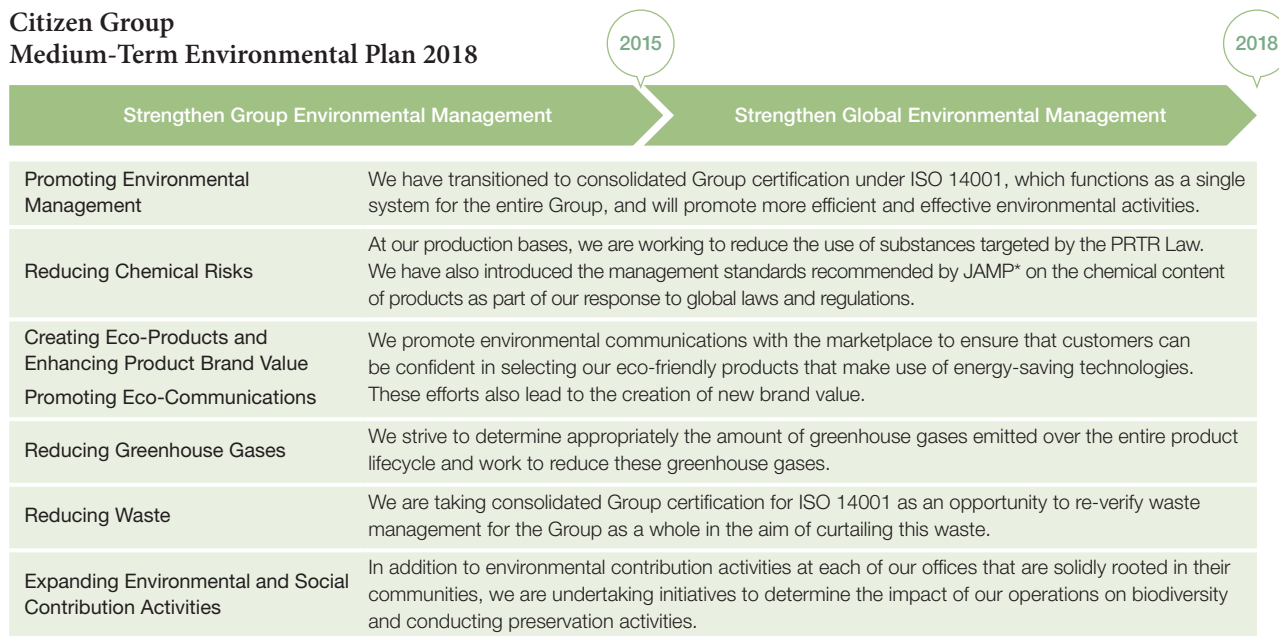 Citizen Group
Medium-Term Environmental Plan 2018
2015
2018
Strengthen Group Environmental Management
Strengthen Global Environmental Management
Promoting Environmental
Management
We have transitioned to consolidated Group certification under ISO 14001, which functions as a single
system for the entire Group, and will promote more efficient and effective environmental activities.
Reducing Chemical Risks
At our production bases, we are working to reduce the use of substances targeted by the PRTR Law.
We have also introduced the management standards recommended by JAMP* on the chemical content
of products as part of our response to global laws and regulations.
Creating Eco-Products and
Enhancing Product Brand Value
Promoting Eco-Communications
We promote environmental communications with the marketplace to ensure that customers can
be confident in selecting our eco-friendly products that make use of energy-saving technologies.
These efforts also lead to the creation of new brand value.
Reducing Greenhouse Gases
We strive to determine appropriately the amount of greenhouse gases emitted over the entire product
lifecycle and work to reduce these greenhouse gases.
Reducing Waste
We are taking consolidated Group certification for ISO 14001 as an opportunity to re-verify waste
management for the Group as a whole in the aim of curtailing this waste.
Expanding Environmental and Social
Contribution Activities
In addition to environmental contribution activities at each of our offices that are solidly rooted in their
communities, we are undertaking initiatives to determine the impact of our operations on biodiversity
and conducting preservation activities.